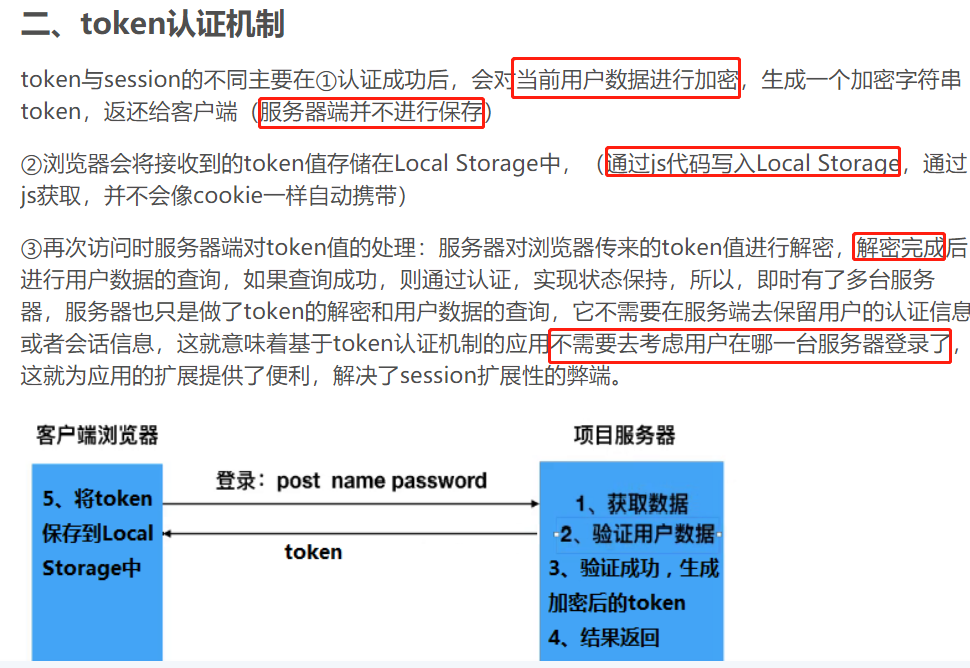 二、token认证机制
token与session的不同主要在①认证成功后，会对当前用户数据进行加密，生成一个加密字符串
token，返还给客户端（服务器端并不进行保存）
②浏览器会将接收到的token值存储在Local Storage中，（通过js代码写入Local Storage，通过
js获取，并不会像cookie一样自动携带）
③再次访问时服务器端对token值的处理：服务器对浏览器传来的token值进行解密，解密完成后
进行用户数据的查询，如果查询成功，则通过认证，实现状态保持，所以，即时有了多台服务
器，服务器也只是做了token的解密和用户数据的查询，它不需要在服务端去保留用户的认证信息
或者会话信息，这就意味着基于token认证机制的应用不需要去考虑用户在哪一台服务器登录了，
这就为应用的扩展提供了便利，解决了session扩展性的弊端。
客户端浏览器
项目服务器
登录：post name password
token
5、将token
保存到Local
Storage中
1、获取数据
2、验证用户数据
3、验证成功，生成
加密后的token
4、结果返回